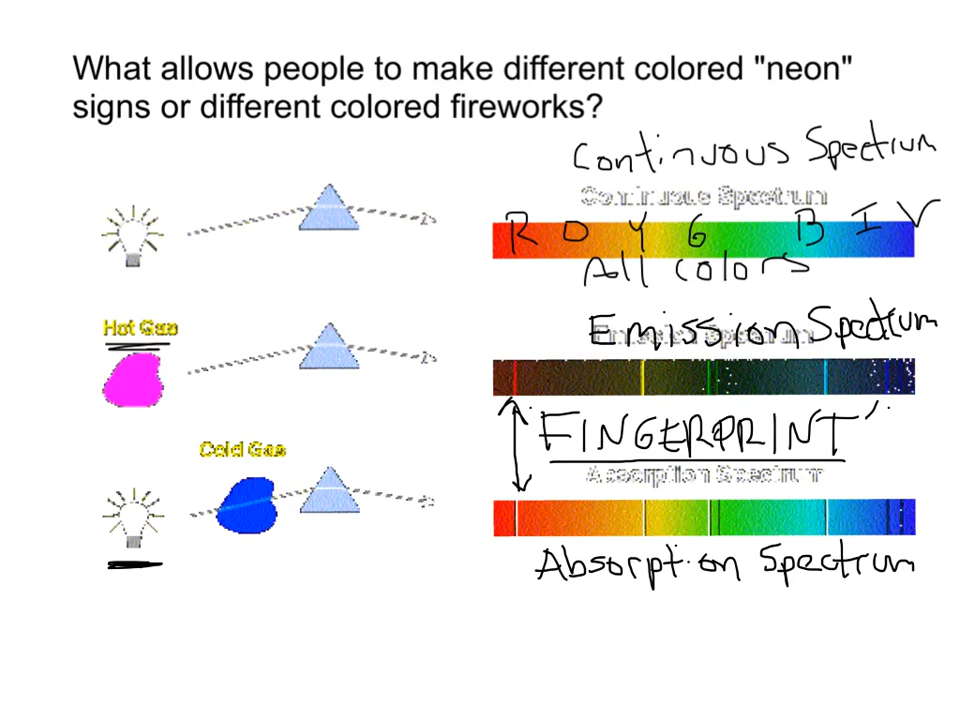 What allows people to make different colored "neon"
signs or different colored fireworks?
Continuous Spectrum
Continuous Spectrum
R O Y G B I V
All colors
Hot Gas
Emission Spectrum
Emission Spectrum
FINGERPRINT
Cold Gas
Absorption Spectrum
Absorption Spectrum